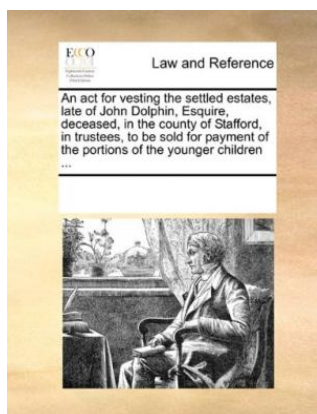 ECCO
Law and Reference
An act for vesting the settled estates,
late of John Dolphin, Esquire,
deceased, in the county of Stafford,
in trustees, to be sold for payment of
the portions of the younger children
...